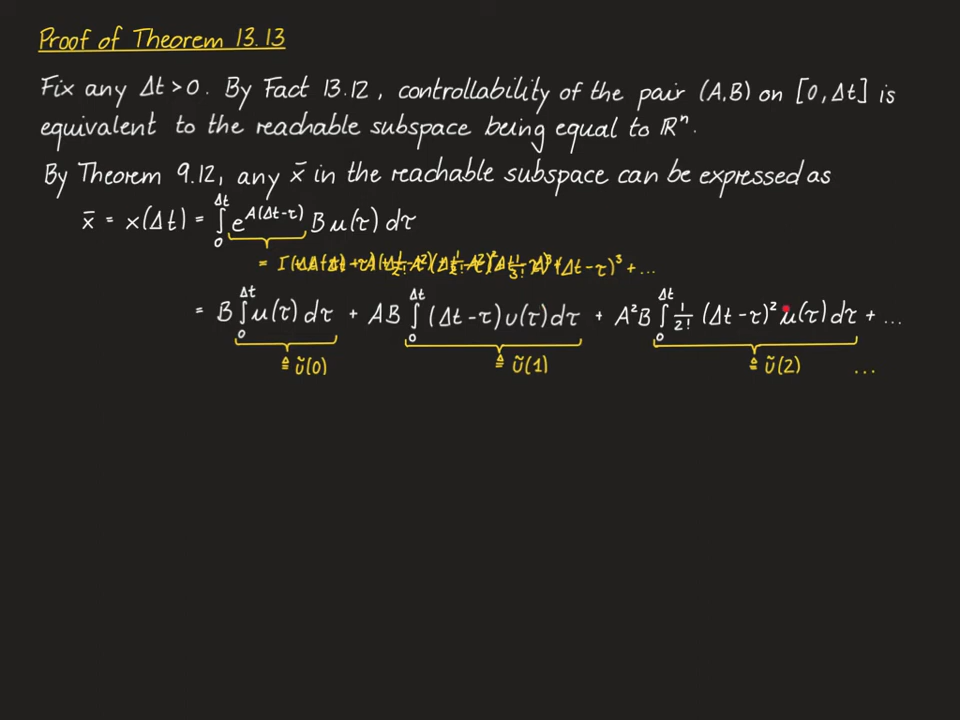 Proof of Theorem 13.13
Fix any Δt>0. By Fact 13.12, controllability of the pair (A,B) on [0,Δt] is
equivalent to the reachable subspace being equal to ℝⁿ.
By Theorem 9.12, any x̄ in the reachable subspace can be expressed as
x̄ = x(Δt) = ∫₀^Δt e^A(Δt-τ) B u(τ) dτ
= I + (Δt-τ)³ + ...
= B ∫₀^Δt u(τ) dτ + AB ∫₀^Δt (Δt-τ) u(τ) dτ + A²B ∫₀^Δt 1/2! (Δt-τ)² u(τ) dτ + ...
≜ ũ(0) ≜ ũ(1) ≜ ũ(2) ...